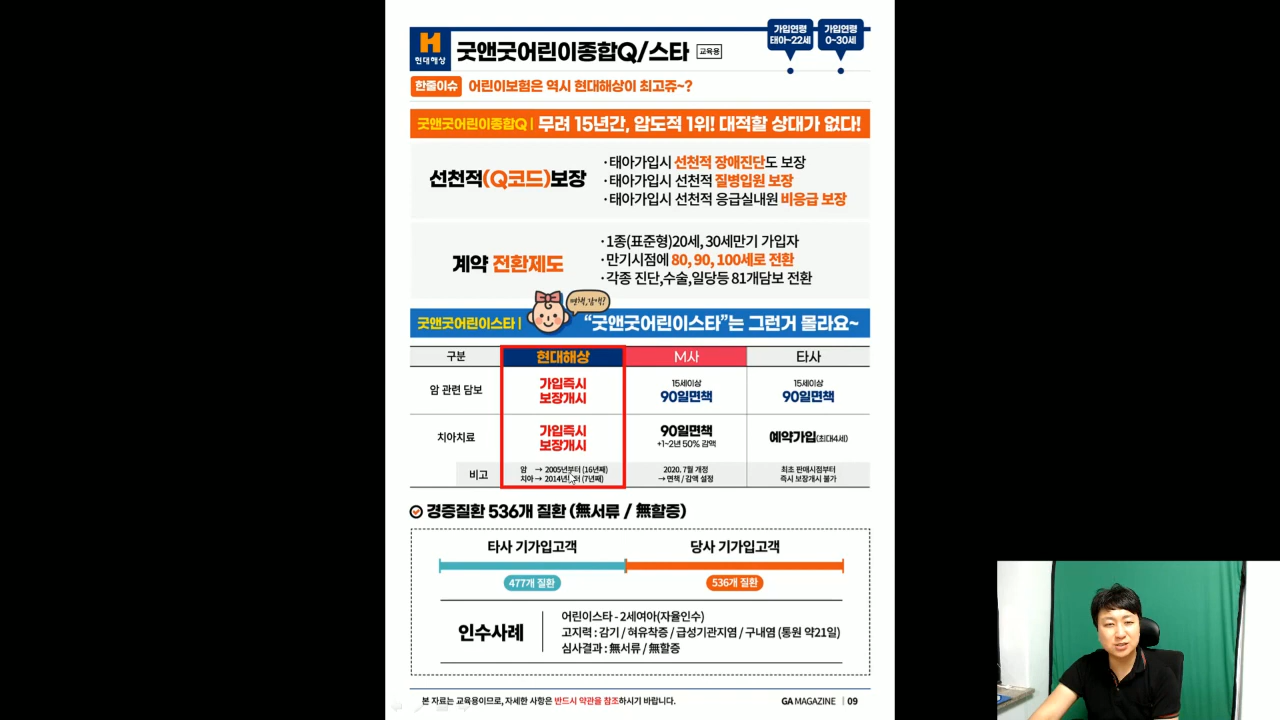 가입연령
태아~22세
가입연령
0~30세
H
현대해상
굿앤굿어린이종합Q/스타
교육용
한줄이슈 어린이보험은 역시 현대해상이 최고쥬~?
굿앤굿어린이종합Q | 무려 15년간, 압도적 1위! 대적할 상대가 없다!
선천적(Q코드)보장
·태아가입시 선천적 장애진단도 보장
·태아가입시 선천적 질병입원 보장
·태아가입시 선천적 응급실내원 비응급 보장
계약 전환제도
·1종(표준형)20세, 30세만기 가입자
·만기시점에 80, 90, 100세로 전환
·각종 진단,수술,일당등 81개담보 전환
면책,감액?
굿앤굿어린이스타 | “굿앤굿어린이스타”는 그런거 몰라요~
구분 현대해상 M사 타사
암 관련 담보
가입즉시
보장개시
15세이상
90일면책
15세이상
90일면책
치아치료
가입즉시
보장개시
90일면책
+1~2년 50% 감액
예약가입(최대4세)
비고
암 → 2005년부터 (16년째)
치아 → 2014년부터 (7년째)
2020. 7월 개정
→ 면책 / 감액 설정
최초 판매시점부터
즉시 보장개시 불가
경증질환 536개 질환 (無서류 / 無할증)
타사 기가입고객 당사 기가입고객
477개 질환 536개 질환
인수사례
어린이스타 - 2세여아(자율인수)
고지력 : 감기 / 혀유착증 / 급성기관지염 / 구내염 (통원 약21일)
심사결과 : 無서류 / 無할증
본 자료는 교육용이므로, 자세한 사항은 반드시 약관을 참조하시기 바랍니다.
GA MAGAZINE | 09